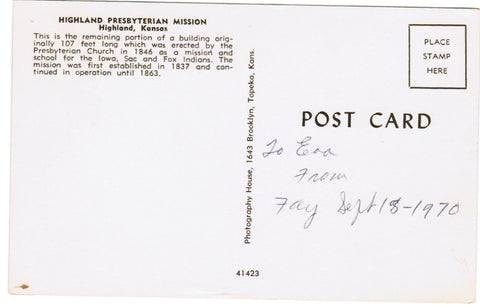 HIGHLAND PRESBYTERIAN MISSION
Highland, Kansas
This is the remaining portion of a building orig-
inally 107 feet long which was erected by the
Presbyterian Church in 1846 as a mission and
school for the Iowa, Sac and Fox Indians. The
mission was first established in 1837 and con-
tinued in operation until 1863.
Photography House, 1643 Brooklyn, Topeka, Kans.
PLACE
STAMP
HERE
POST CARD
To Eva
From
Fay Sept 18-1970
41423